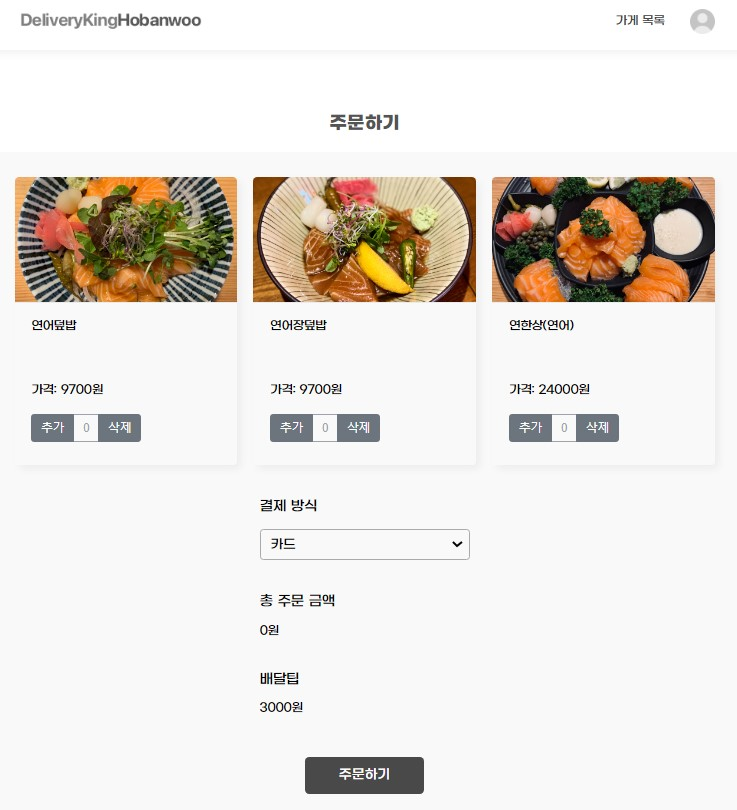 DeliveryKingHobanwoo
가게 목록
주문하기
연어덮밥
가격: 9700원
추가 0 삭제
연어장덮밥
가격: 9700원
추가 0 삭제
연한상(연어)
가격: 24000원
추가 0 삭제
결제 방식
카드
총 주문 금액
0원
배달팁
3000원
주문하기